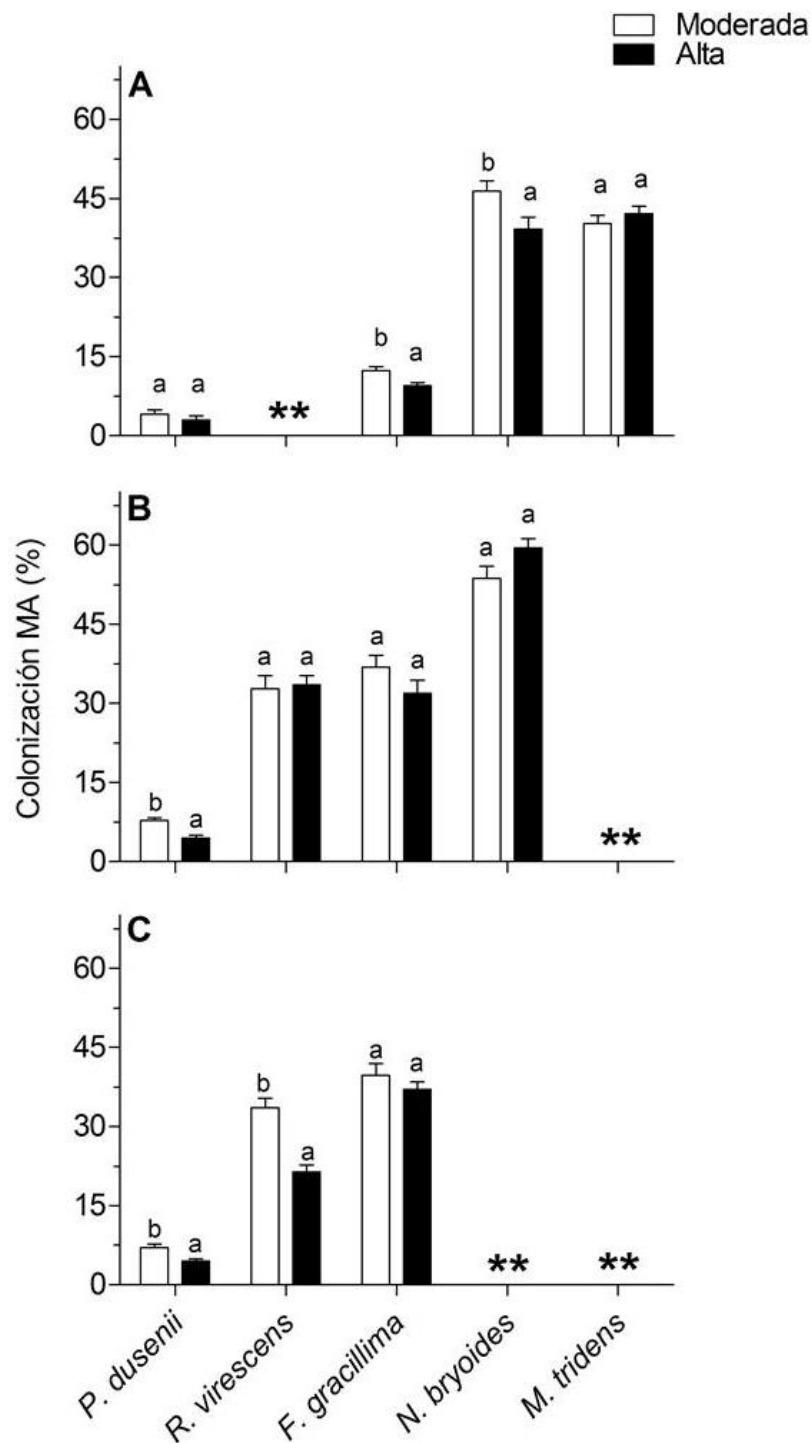 Moderada
Alta
A
60
45
30
15
0
a a ** b a b a a a
Colonización MA (%)
B
60
45
30
15
0
b a a a a a a a **
C
60
45
30
15
0
b a b a a a ** **
P. dusenii
R. virescens
F. gracillima
N. bryoides
M. tridens